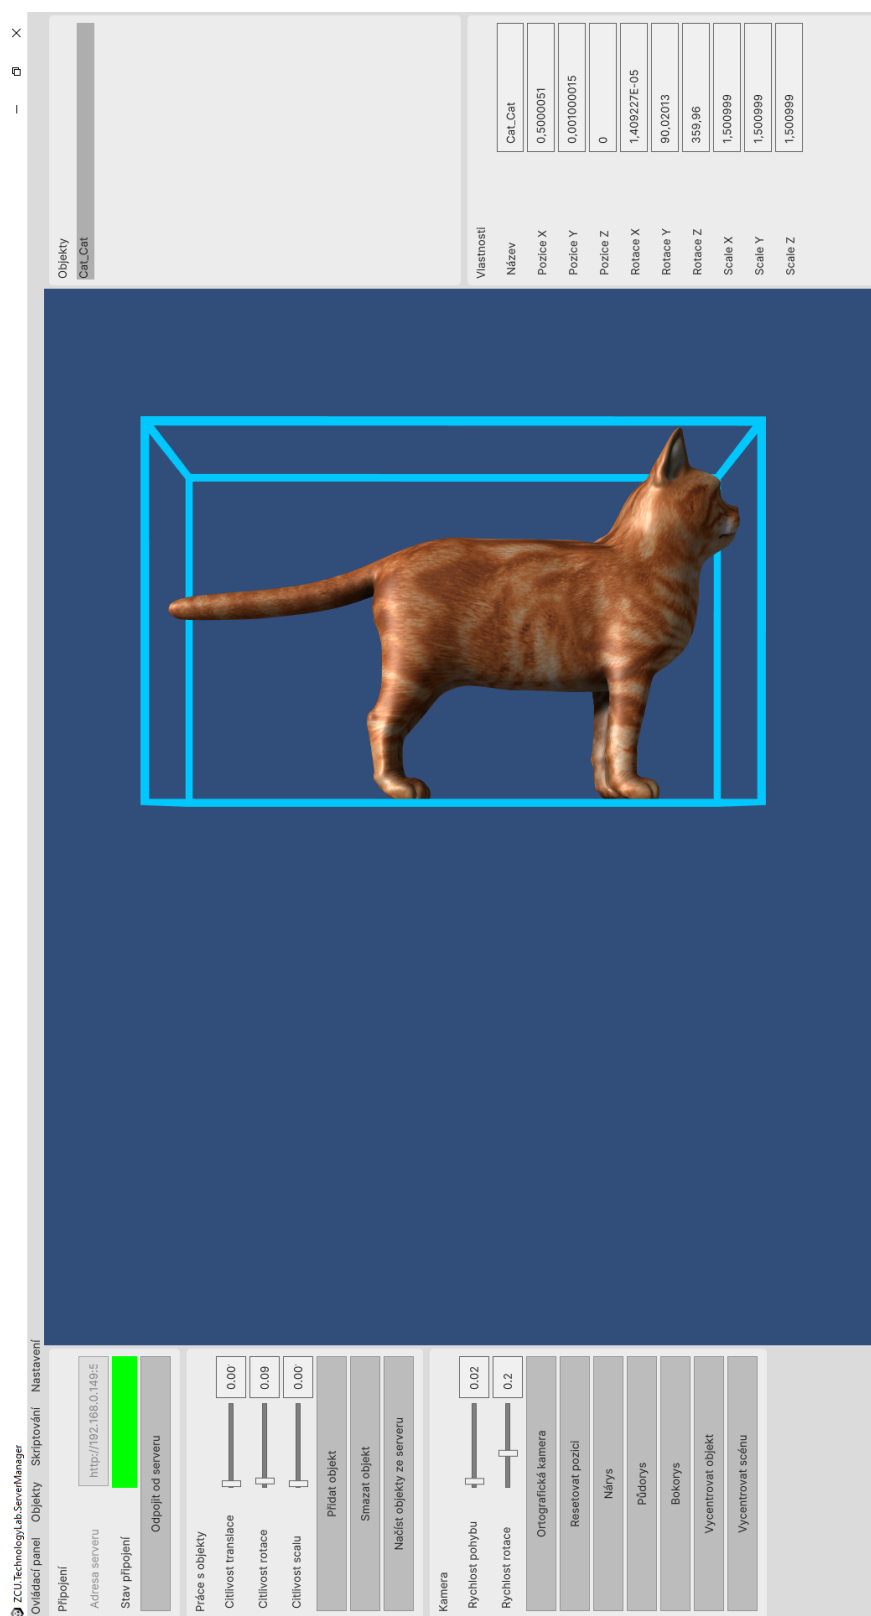 ZCU.TechnologyLab.ServerManager
Ovládací panel Objekty Skriptování Nastavení
Připojení
Adresa serveru http://192.168.0.149:5
Stav připojení
Odpojit od serveru
Práce s objekty
Citlivost translace 0.00
Citlivost rotace 0.09
Citlivost scalu 0.00
Přidat objekt
Smazat objekt
Načíst objekty ze serveru
Kamera
Rychlost pohybu 0.02
Rychlost rotace 0.2
Ortografická kamera
Resetovat pozici
Nárys
Půdorys
Bokorys
Vycentrovat objekt
Vycentrovat scénu
Objekty
Cat_Cat
Vlastnosti
Název Cat_Cat
Pozice X 0,5000051
Pozice Y 0,001000015
Pozice Z 0
Rotace X 1,409227E-05
Rotace Y 90,02013
Rotace Z 359,96
Scale X 1,500999
Scale Y 1,500999
Scale Z 1,500999